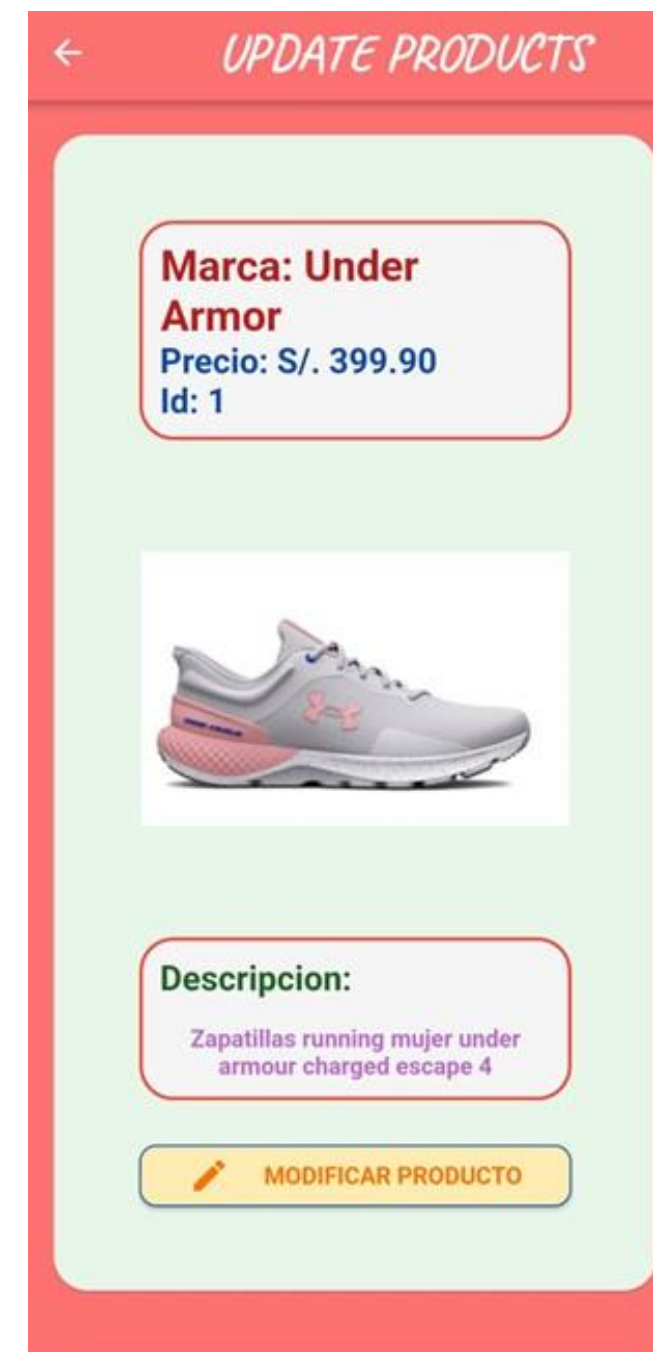 UPDATE PRODUCTS
Marca: Under
Armor
Precio: S/. 399.90
Id: 1
Descripcion:
Zapatillas running mujer under
armour charged escape 4
MODIFICAR PRODUCTO